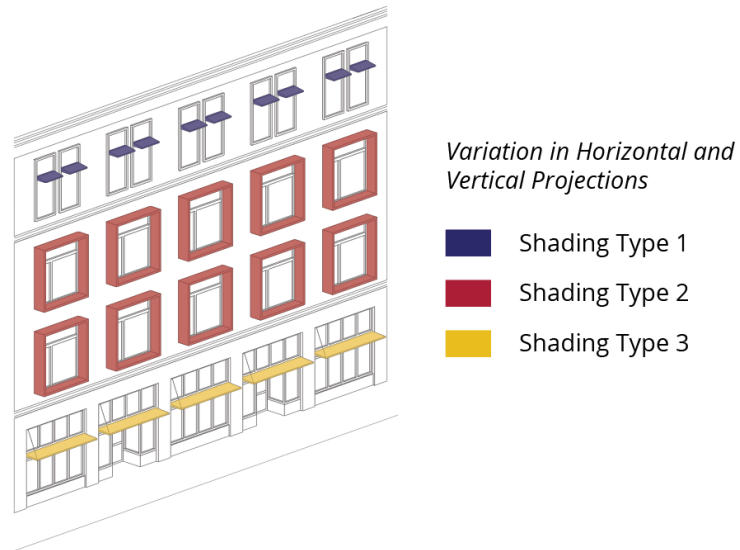 Variation in Horizontal and
Vertical Projections
Shading Type 1
Shading Type 2
Shading Type 3